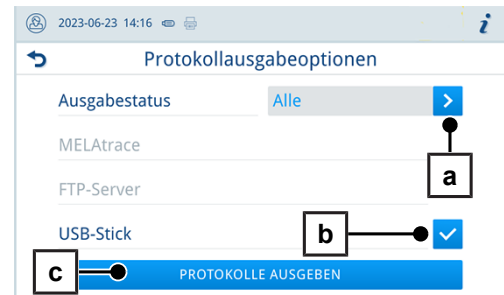 2023-06-23 14:16
i
Protokollausgabeoptionen
Ausgabestatus Alle
a
MELAtrace
FTP-Server
USB-Stick
b
c
PROTOKOLLE AUSGEBEN